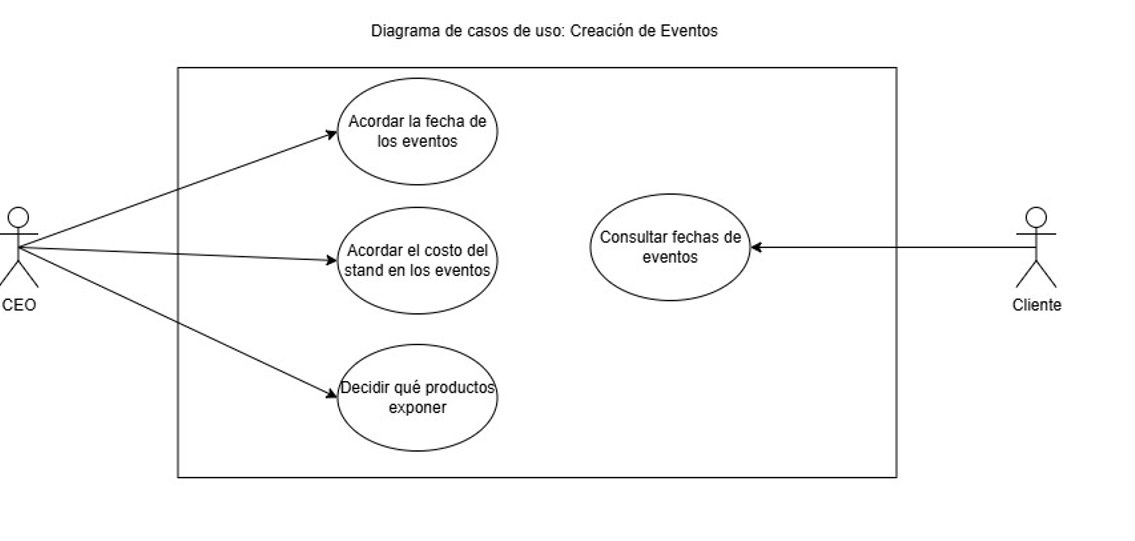 Diagrama de casos de uso: Creación de Eventos
Acordar la fecha de
los eventos
Acordar el costo del
stand en los eventos
Decidir qué productos
exponer
Consultar fechas de
eventos
CEO
Cliente